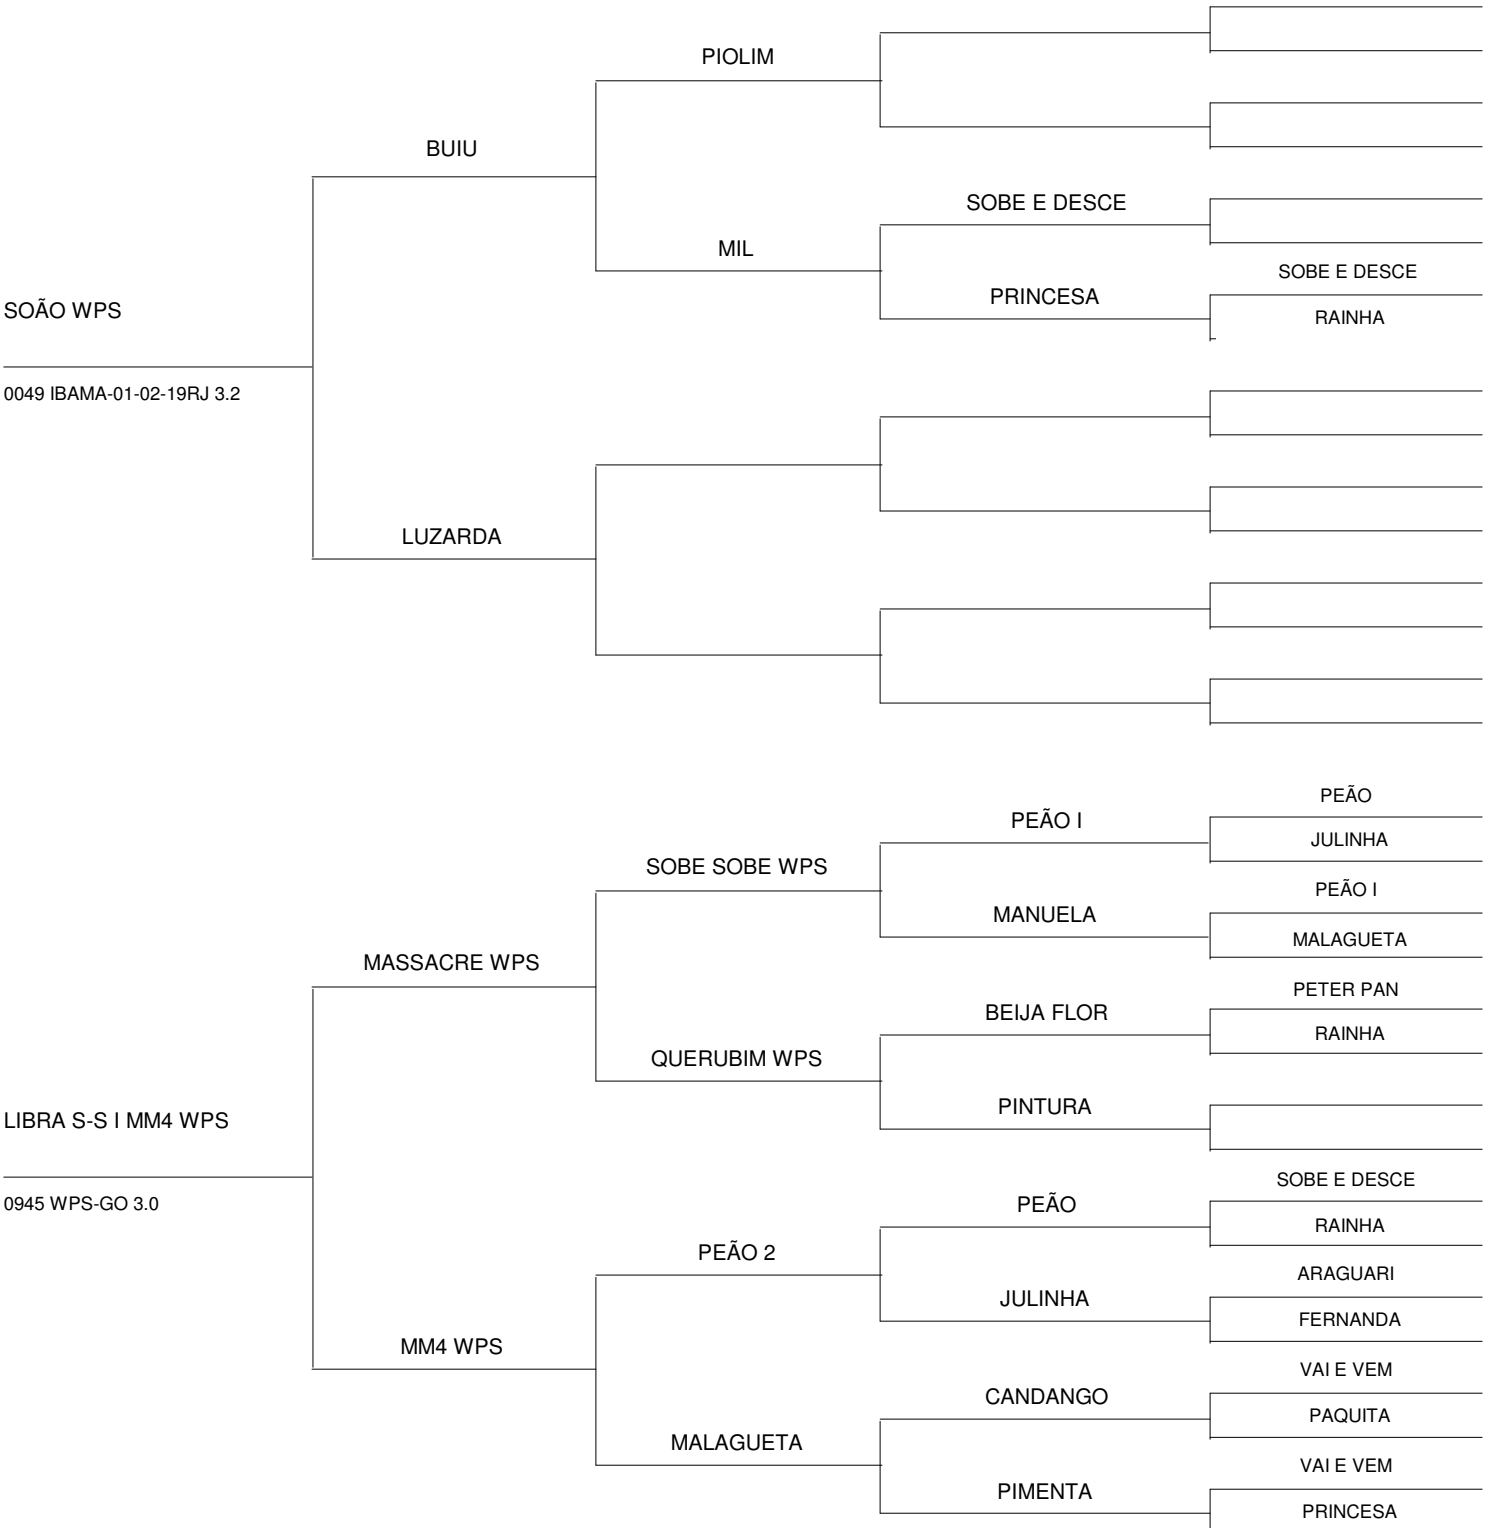 PIOLIM
BUIU
SOBE E DESCE
MIL
SOBE E DESCE
PRINCESA
SOÃO WPS
RAINHA
0049 IBAMA-01-02-19RJ 3.2
LUZARDA
PEÃO
PEÃO I
JULINHA
SOBE SOBE WPS
PEÃO I
MANUELA
MALAGUETA
MASSACRE WPS
PETER PAN
BEIJA FLOR
RAINHA
QUERUBIM WPS
PINTURA
LIBRA S-S I MM4 WPS
SOBE E DESCE
0945 WPS-GO 3.0
PEÃO
RAINHA
PEÃO 2
ARAGUARI
JULINHA
FERNANDA
MM4 WPS
VAI E VEM
CANDANGO
PAQUITA
MALAGUETA
VAI E VEM
PIMENTA
PRINCESA